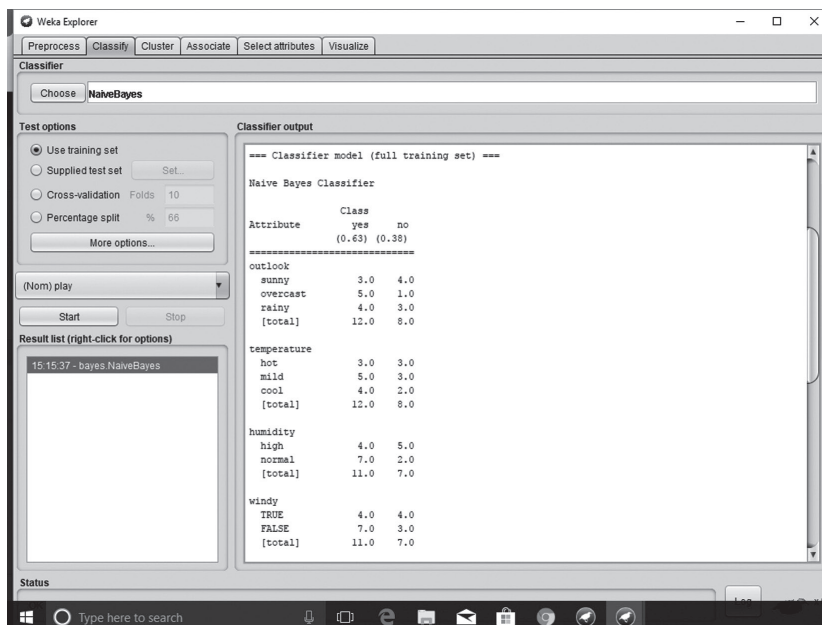 Weka Explorer
Preprocess Classify Cluster Associate Select attributes Visualize
Classifier
Choose NaiveBayes
Test options
Use training set
Supplied test set Set...
Cross-validation Folds 10
Percentage split % 66
More options...
(Nom) play
Start Stop
Result list (right-click for options)
15:15:37 - bayes.NaiveBayes
Classifier output
=== Classifier model (full training set) ===
Naive Bayes Classifier
Class
Attribute yes no
(0.63) (0.38)
=============================
outlook
sunny 3.0 4.0
overcast 5.0 1.0
rainy 4.0 3.0
[total] 12.0 8.0
temperature
hot 3.0 3.0
mild 5.0 3.0
cool 4.0 2.0
[total] 12.0 8.0
humidity
high 4.0 5.0
normal 7.0 2.0
[total] 11.0 7.0
windy
TRUE 4.0 4.0
FALSE 7.0 3.0
[total] 11.0 7.0
Status
Log
Type here to search